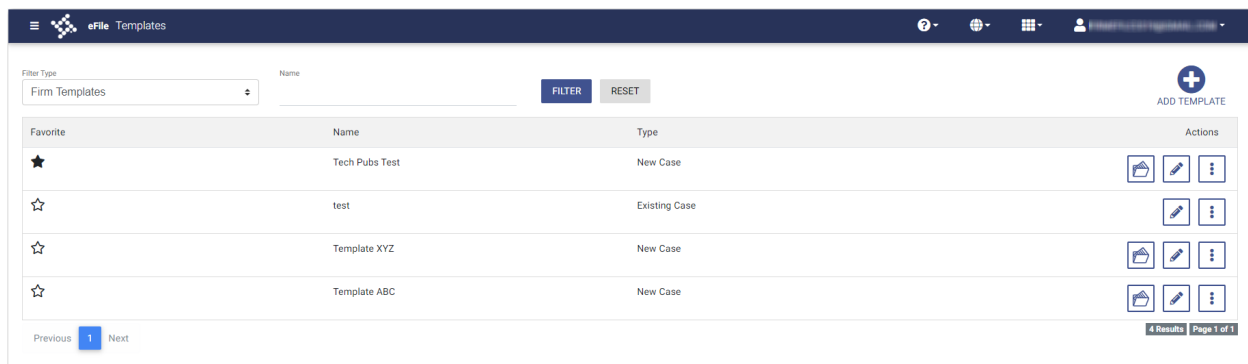 eFile Templates
Filter Type Name
Firm Templates FILTER RESET ADD TEMPLATE
Favorite Name Type Actions
Tech Pubs Test New Case
test Existing Case
Template XYZ New Case
Template ABC New Case
Previous 1 Next 4 Results Page 1 of 1